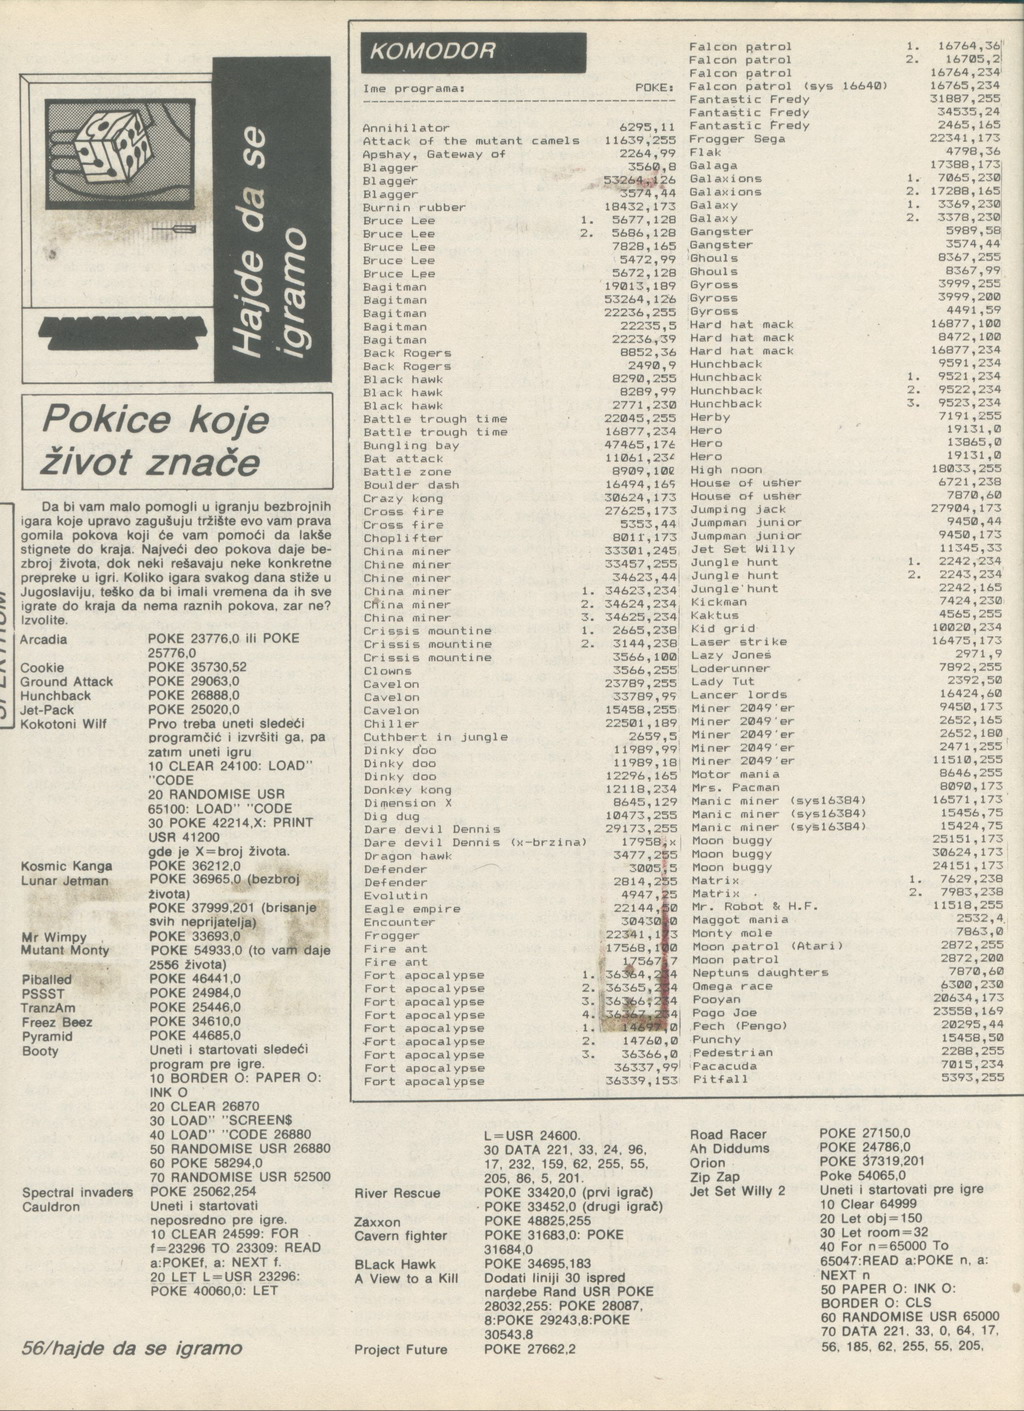 Hajde da se
igramo
Pokice koje
život znače
Da bi vam malo pomogli u igranju bezbrojnih
igara koje upravo zagušuju tržište evo vam prava
gomila pokova koji će vam pomoći da lakše
stignete do kraja. Najveći deo pokova daje be-
zbroj života, dok neki rešavaju neke konkretne
prepreke u igri. Koliko igara svakog dana stiže u
Jugoslaviju, teško da bi imali vremena da ih sve
igrate do kraja da nema raznih pokova, zar ne?
Izvolite.
Arcadia POKE 23776,0 ili POKE
25776,0
Cookie POKE 35730,52
Ground Attack POKE 29063,0
Hunchback POKE 26888,0
Jet-Pack POKE 25020,0
Kokotoni Wilf Prvo treba uneti sledeći
programčić i izvršiti ga, pa
zatim uneti igru
10 CLEAR 24100: LOAD"
"CODE
20 RANDOMISE USR
65100: LOAD" "CODE
30 POKE 42214,X: PRINT
USR 41200
gde je X=broj života.
Kosmic Kanga POKE 36212,0
Lunar Jetman POKE 36965,0 (bezbroj
života)
POKE 37999,201 (brisanje
svih neprijatelja)
Mr Wimpy POKE 33693,0
Mutant Monty POKE 54933,0 (to vam daje
2556 života)
Piballed POKE 46441,0
PSSST POKE 24984,0
TranzAm POKE 25446,0
Freez Beez POKE 34610,0
Pyramid POKE 44685,0
Booty Uneti i startovati sledeći
program pre igre.
10 BORDER O: PAPER O:
INK O
20 CLEAR 26870
30 LOAD" "SCREEN$
40 LOAD" "CODE 26880
50 RANDOMISE USR 26880
60 POKE 58294,0
70 RANDOMISE USR 52500
Spectral invaders POKE 25062,254
Cauldron Uneti i startovati
neposredno pre igre.
10 CLEAR 24599: FOR
f=23296 TO 23309: READ
a:POKEf, a: NEXT f.
20 LET L=USR 23296:
POKE 40060,0: LET
KOMODOR
Ime programa: POKE:
Annihilator 6295,11
Attack of the mutant camels 11639,255
Apshay, Gateway of 2264,99
Blagger 3560,8
Blagger 53264,126
Blagger 3574,44
Burnin rubber 18432,173
Bruce Lee 1. 5677,128
Bruce Lee 2. 5686,128
Bruce Lee 7828,165
Bruce Lee 5472,99
Bruce Lee 5672,128
Bagitman 19013,189
Bagitman 53264,126
Bagitman 22236,255
Bagitman 22235,5
Bagitman 22236,39
Back Rogers 8852,36
Back Rogers 2490,9
Black hawk 8290,255
Black hawk 8289,99
Black hawk 2771,230
Battle trough time 22045,255
Battle trough time 16877,234
Bungling bay 47465,176
Bat attack 11061,234
Battle zone 8909,100
Boulder dash 16494,169
Crazy kong 30624,173
Cross fire 27625,173
Cross fire 5353,44
Choplifter 8011,173
China miner 33301,245
Chine miner 33457,255
Chine miner 34623,44
China miner 1. 34623,234
China miner 2. 34624,234
China miner 3. 34625,234
Crissis mountine 1. 2665,238
Crissis mountine 2. 3144,238
Crissis mountine 3566,100
Clowns 3566,255
Cavelon 23789,255
Cavelon 33789,99
Cavelon 15458,255
Chiller 22501,189
Cuthbert in jungle 2659,5
Dinky doo 11989,99
Dinky doo 11989,18
Dinky doo 12296,165
Donkey kong 12118,234
Dimension X 8645,129
Dig dug 10473,255
Dare devil Dennis 29173,255
Dare devil Dennis (x-brzina) 17958,x
Dragon hawk 3477,255
Defender 3005,5
Defender 2814,255
Evolutin 4947,25
Eagle empire 22144,50
Encounter 30430,0
Frogger 22341,173
Fire ant 17568,100
Fire ant 17567,7
Fort apocalypse 1. 36364,234
Fort apocalypse 2. 36365,234
Fort apocalypse 3. 36366,234
Fort apocalypse 4. 36367,234
Fort apocalypse 1. 14697,0
Fort apocalypse 2. 14760,0
Fort apocalypse 3. 36366,0
Fort apocalypse 36337,99
Fort apocalypse 36339,153
Falcon patrol 1. 16764,36
Falcon patrol 2. 16705,2
Falcon patrol 16764,234
Falcon patrol (sys 16640) 16765,234
Fantastic Fredy 31887,255
Fantastic Fredy 34535,24
Fantastic Fredy 2465,165
Frogger Sega 22341,173
Flak 4798,36
Galaga 17388,173
Galaxions 1. 7065,230
Galaxions 2. 17288,165
Galaxy 1. 3369,230
Galaxy 2. 3378,230
Gangster 5989,58
Gangster 3574,44
Ghouls 8367,255
Ghouls 8367,99
Gyross 3999,255
Gyross 3999,200
Gyross 4491,59
Hard hat mack 16877,100
Hard hat mack 8472,100
Hard hat mack 16877,234
Hunchback 9591,234
Hunchback 1. 9521,234
Hunchback 2. 9522,234
Hunchback 3. 9523,234
Herby 7191,255
Hero 19131,0
Hero 13865,0
Hero 19131,0
High noon 18033,255
House of usher 6721,238
House of usher 7870,60
Jumping jack 27904,173
Jumpman junior 9450,44
Jumpman junior 9450,173
Jet Set Willy 11345,33
Jungle hunt 1. 2242,234
Jungle hunt 2. 2243,234
Jungle hunt 2242,165
Kickman 7424,230
Kaktus 4565,255
Kid grid 10020,234
Laser strike 16475,173
Lazy Jones 2971,9
Loderunner 7892,255
Lady Tut 2392,50
Lancer lords 16424,60
Miner 2049'er 9450,173
Miner 2049'er 2652,165
Miner 2049'er 2652,180
Miner 2049'er 2471,255
Miner 2049'er 11510,255
Motor mania 8646,255
Mrs. Pacman 8090,173
Manic miner (sys16384) 16571,173
Manic miner (sys16384) 15456,75
Manic miner (sys16384) 15424,75
Moon buggy 25151,173
Moon buggy 30624,173
Moon buggy 24151,173
Matrix 1. 7629,238
Matrix 2. 7983,238
Mr. Robot & H.F. 11518,255
Maggot mania 2532,4
Monty mole 7863,0
Moon patrol (Atari) 2872,255
Moon patrol 2872,200
Neptuns daughters 7870,60
Omega race 6300,230
Pooyan 20634,173
Pogo Joe 23558,169
Pech (Pengo) 20295,44
Punchy 15458,50
Pedestrian 2288,255
Pacacuda 7015,234
Pitfall 5393,255
L=USR 24600.
30 DATA 221, 33, 24, 96,
17, 232, 159, 62, 255, 55,
205, 86, 5, 201.
River Rescue POKE 33420,0 (prvi igrač)
POKE 33452,0 (drugi igrač)
Zaxxon POKE 48825,255
Cavern fighter POKE 31683,0: POKE
31684,0
BLack Hawk POKE 34695,183
A View to a Kill Dodati liniji 30 ispred
nardebe Rand USR POKE
28032,255: POKE 28087,
8:POKE 29243,8:POKE
30543,8
Project Future POKE 27662,2
Road Racer POKE 27150,0
Ah Diddums POKE 24786,0
Orion POKE 37319,201
Zip Zap Poke 54065,0
Jet Set Willy 2 Uneti i startovati pre igre
10 Clear 64999
20 Let obj=150
30 Let room=32
40 For n=65000 To
65047:READ a:POKE n, a:
NEXT n
50 PAPER O: INK O:
BORDER O: CLS
60 RANDOMISE USR 65000
70 DATA 221, 33, 0, 64, 17,
56, 185, 62, 255, 55, 205,
56/hajde da se igramo